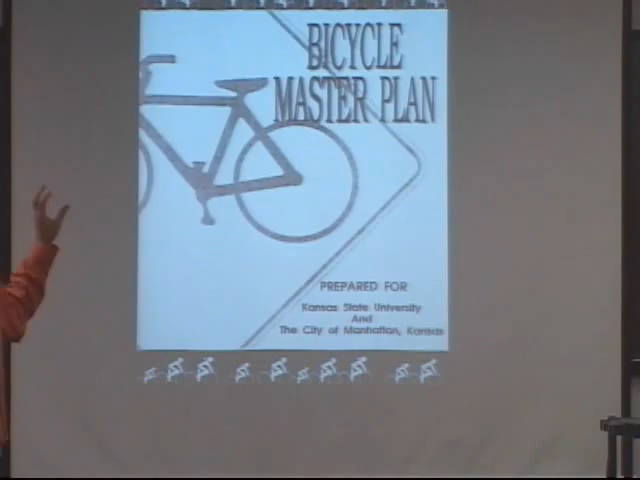 BICYCLE
MASTER PLAN
PREPARED FOR
Kansas State University
And
The City of Manhattan, Kansas